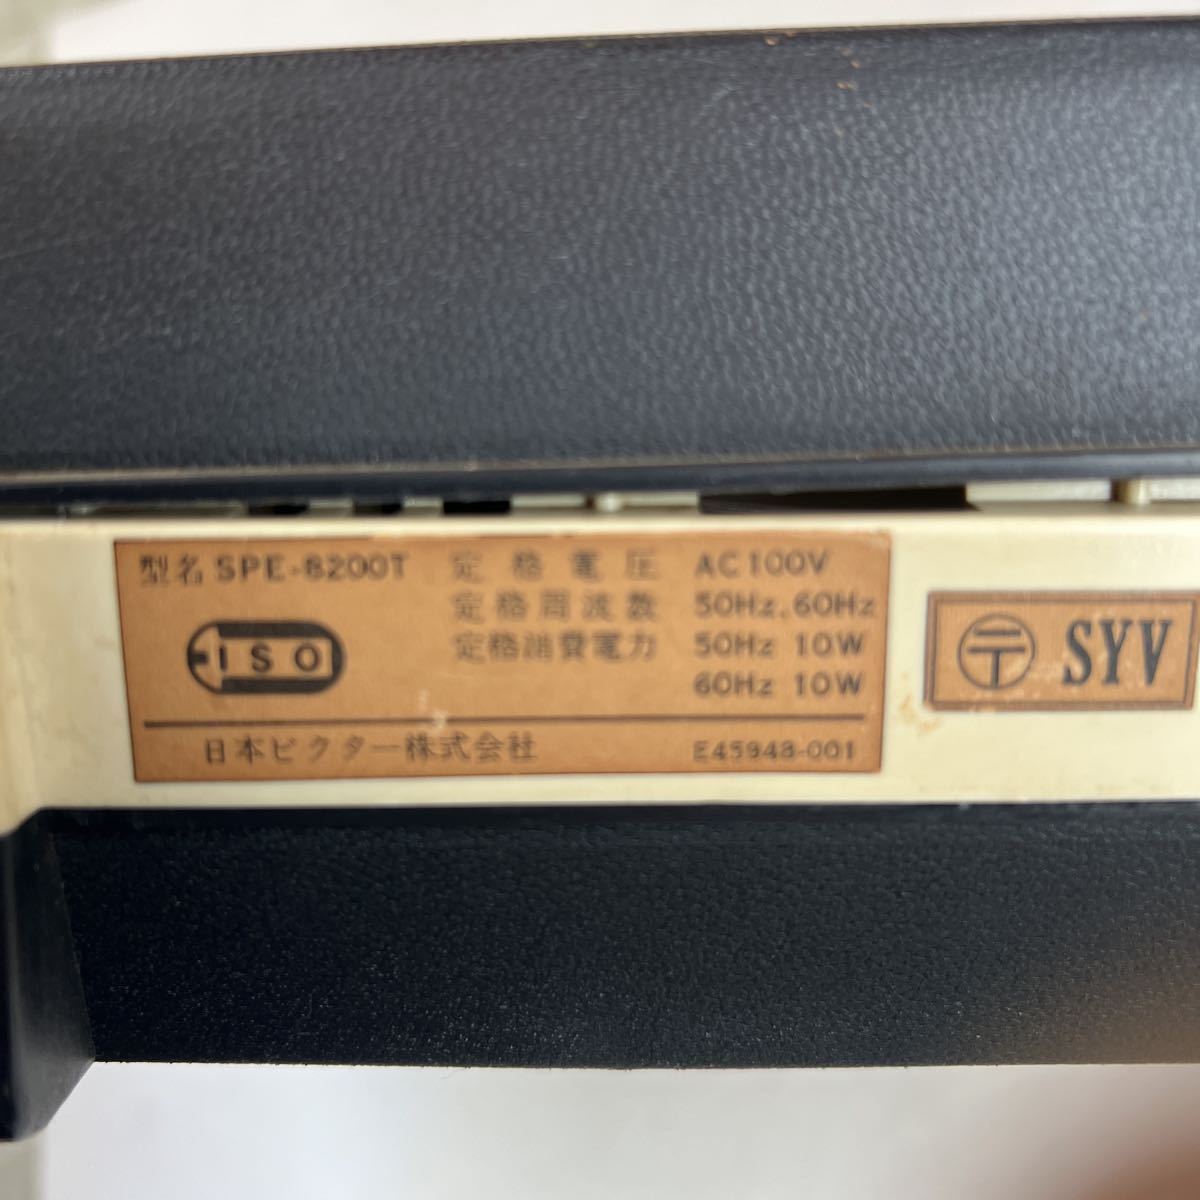 型名 SPE-8200T
定格電圧 AC100V
定格周波数 50Hz.60Hz
定格消費電力 50Hz 10W
60Hz 10W
ISO
日本ビクター株式会社 E45948-001
〒 SYV